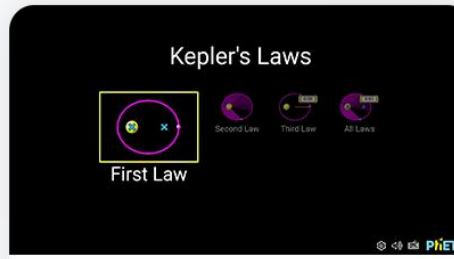 Kepler's Laws
First Law
Second Law
Third Law
All Laws
PhET